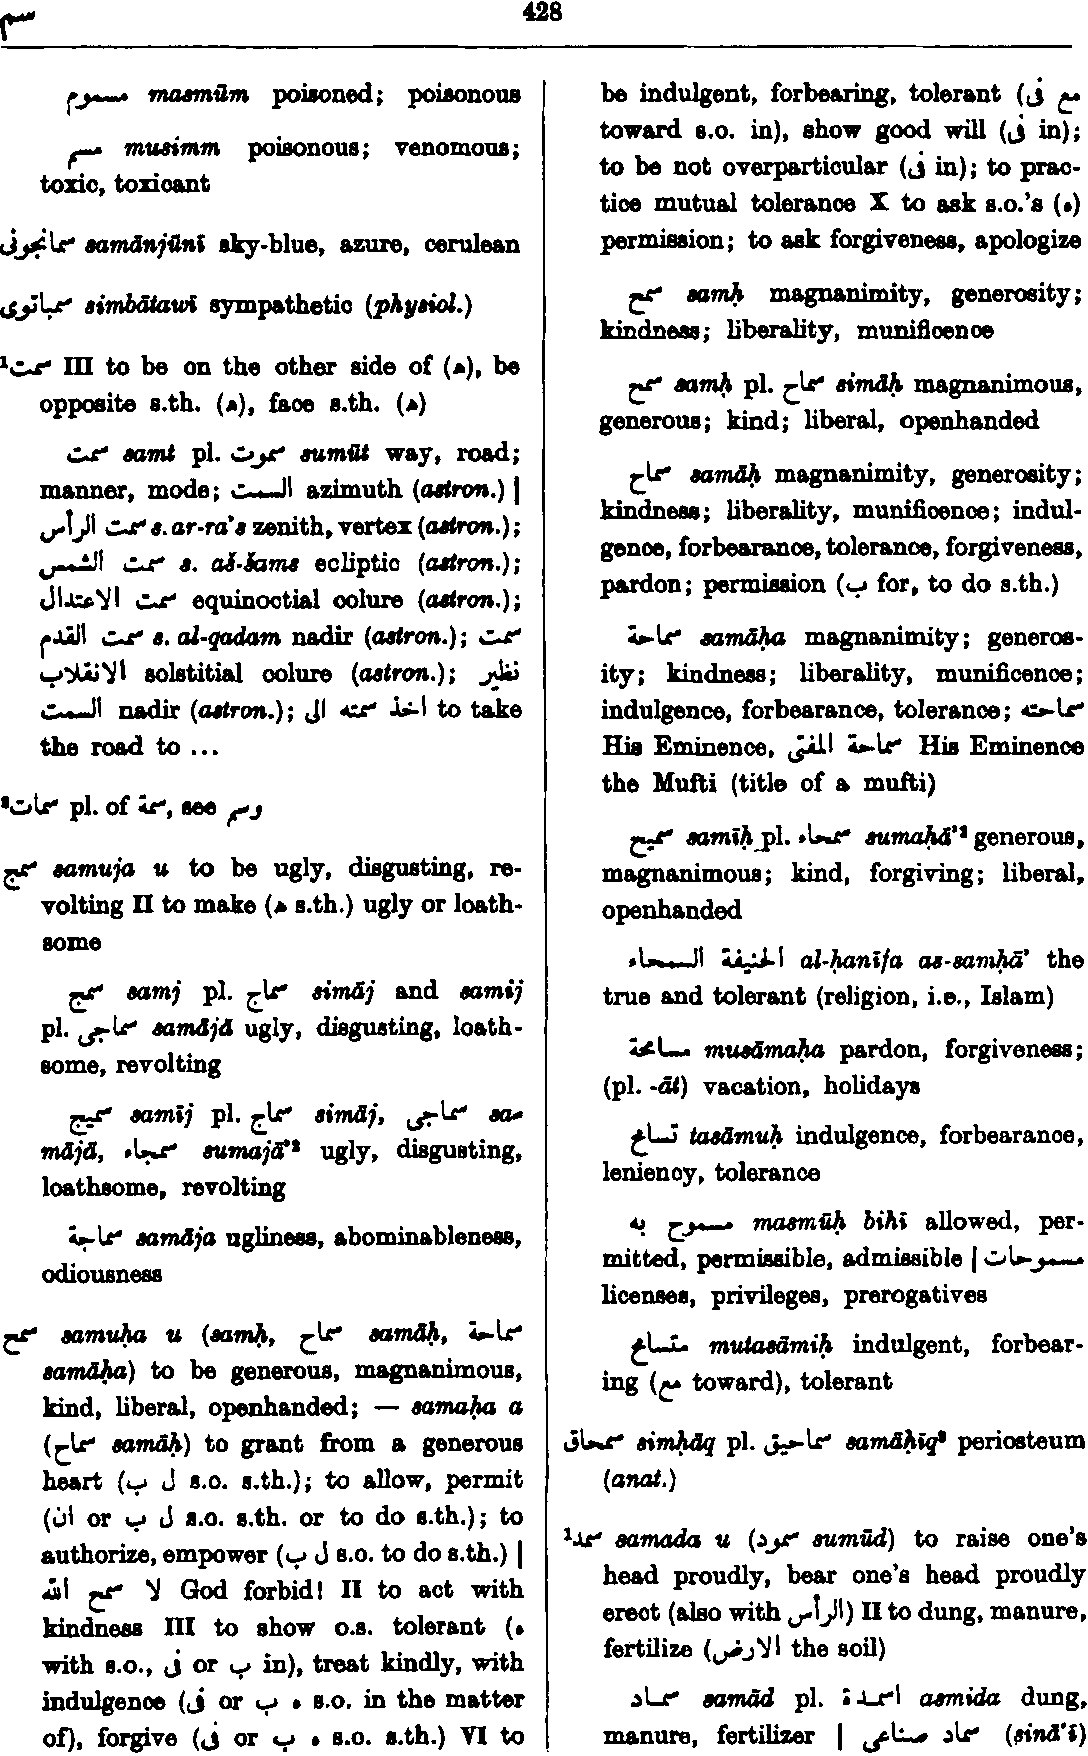 سم
428
مسموم masmūm poisoned; poisonous
مسم musimm poisonous; venomous;
toxic, toxicant
سمانجونى samānjūnī sky-blue, azure, cerulean
سمباتوى simbātawī sympathetic (physiol.)
¹سمت III to be on the other side of (ه), be
opposite s.th. (ه), face s.th. (ه)
سمت samt pl. سموت sumūt way, road;
manner, mode; السمت azimuth (astron.) |
سمت الرأس s. ar-ra's zenith, vertex (astron.);
سمت الشمس s. aš-šams ecliptic (astron.);
سمت الاعتدال equinoctial colure (astron.);
سمت القدم s. al-qadam nadir (astron.); سمت
الانقلاب solstitial colure (astron.); نظير
السمت nadir (astron.); اخذ سمته الى to take
the road to ...
²سمات pl. of سمة, see وسم
سمج samuja u to be ugly, disgusting, re-
volting II to make (ه s.th.) ugly or loath-
some
سمج samj pl. سماج simāj and samij
pl. سماجى samājā ugly, disgusting, loath-
some, revolting
سميج samīj pl. سماج simāj, سماجى sa-
mājā, سمجاء sumajā'² ugly, disgusting,
loathsome, revolting
سماجة samāja ugliness, abominableness,
odiousness
سمح samuḥa u (samḥ, سماح samāḥ, سماحة
samāḥa) to be generous, magnanimous,
kind, liberal, openhanded; — samaḥa a
(سماح samāḥ) to grant from a generous
heart (ل ب s.o. s.th.); to allow, permit
(ل ب or ان s.o. s.th. or to do s.th.); to
authorize, empower (ل ب s.o. to do s.th.) |
لا سمح الله God forbid! II to act with
kindness III to show o.s. tolerant (ه
with s.o., فى or ب in), treat kindly, with
indulgence (ه ب or فى s.o. in the matter
of), forgive (ه ب or فى s.o. s.th.) VI to
be indulgent, forbearing, tolerant (مع فى
toward s.o. in), show good will (فى in);
to be not overparticular (فى in); to prac-
tice mutual tolerance X to ask s.o.'s (ه)
permission; to ask forgiveness, apologize
سمح samḥ magnanimity, generosity;
kindness; liberality, munificence
سمح samḥ pl. سماح simāḥ magnanimous,
generous; kind; liberal, openhanded
سماح samāḥ magnanimity, generosity;
kindness; liberality, munificence; indul-
gence, forbearance, tolerance, forgiveness,
pardon; permission (ب for, to do s.th.)
سماحة samāḥa magnanimity; generos-
ity; kindness; liberality, munificence;
indulgence, forbearance, tolerance; سماحته
His Eminence, سماحة المفتى His Eminence
the Mufti (title of a mufti)
سميح samīḥ pl. سمحاء sumaḥā'² generous,
magnanimous; kind, forgiving; liberal,
openhanded
الحنيفة السمحاء al-ḥanīfa as-samḥā' the
true and tolerant (religion, i.e., Islam)
مسامحة musāmaḥa pardon, forgiveness;
(pl. -āt) vacation, holidays
تسامح tasāmuḥ indulgence, forbearance,
leniency, tolerance
مسموح به masmūḥ bihī allowed, per-
mitted, permissible, admissible | مسموحات
licenses, privileges, prerogatives
متسامح mutasāmiḥ indulgent, forbear-
ing (مع toward), tolerant
سمحاق simḥāq pl. سماحيق samāḥīq² periosteum
(anat.)
¹سمد samada u (سمود sumūd) to raise one's
head proudly, bear one's head proudly
erect (also with الرأس) II to dung, manure,
fertilize (الارض the soil)
سماد samād pl. اسمدة asmida dung,
manure, fertilizer | سماد صناعى (ṣinā'ī)